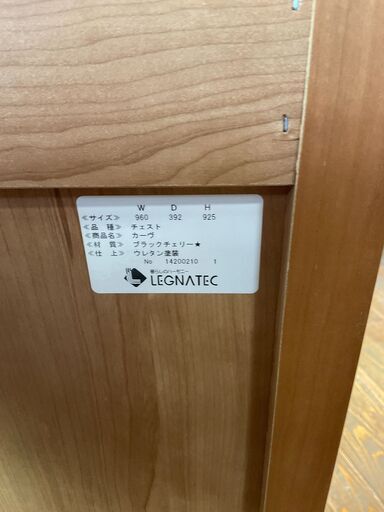 W D H
≪サイズ≫ 960 392 925
≪品 種≫ チェスト
≪商品名≫ カーヴ
≪材 質≫ ブラックチェリー★
≪仕 上≫ ウレタン塗装
No 14200210 1
暮らしのハーモニー
LEGNATEC